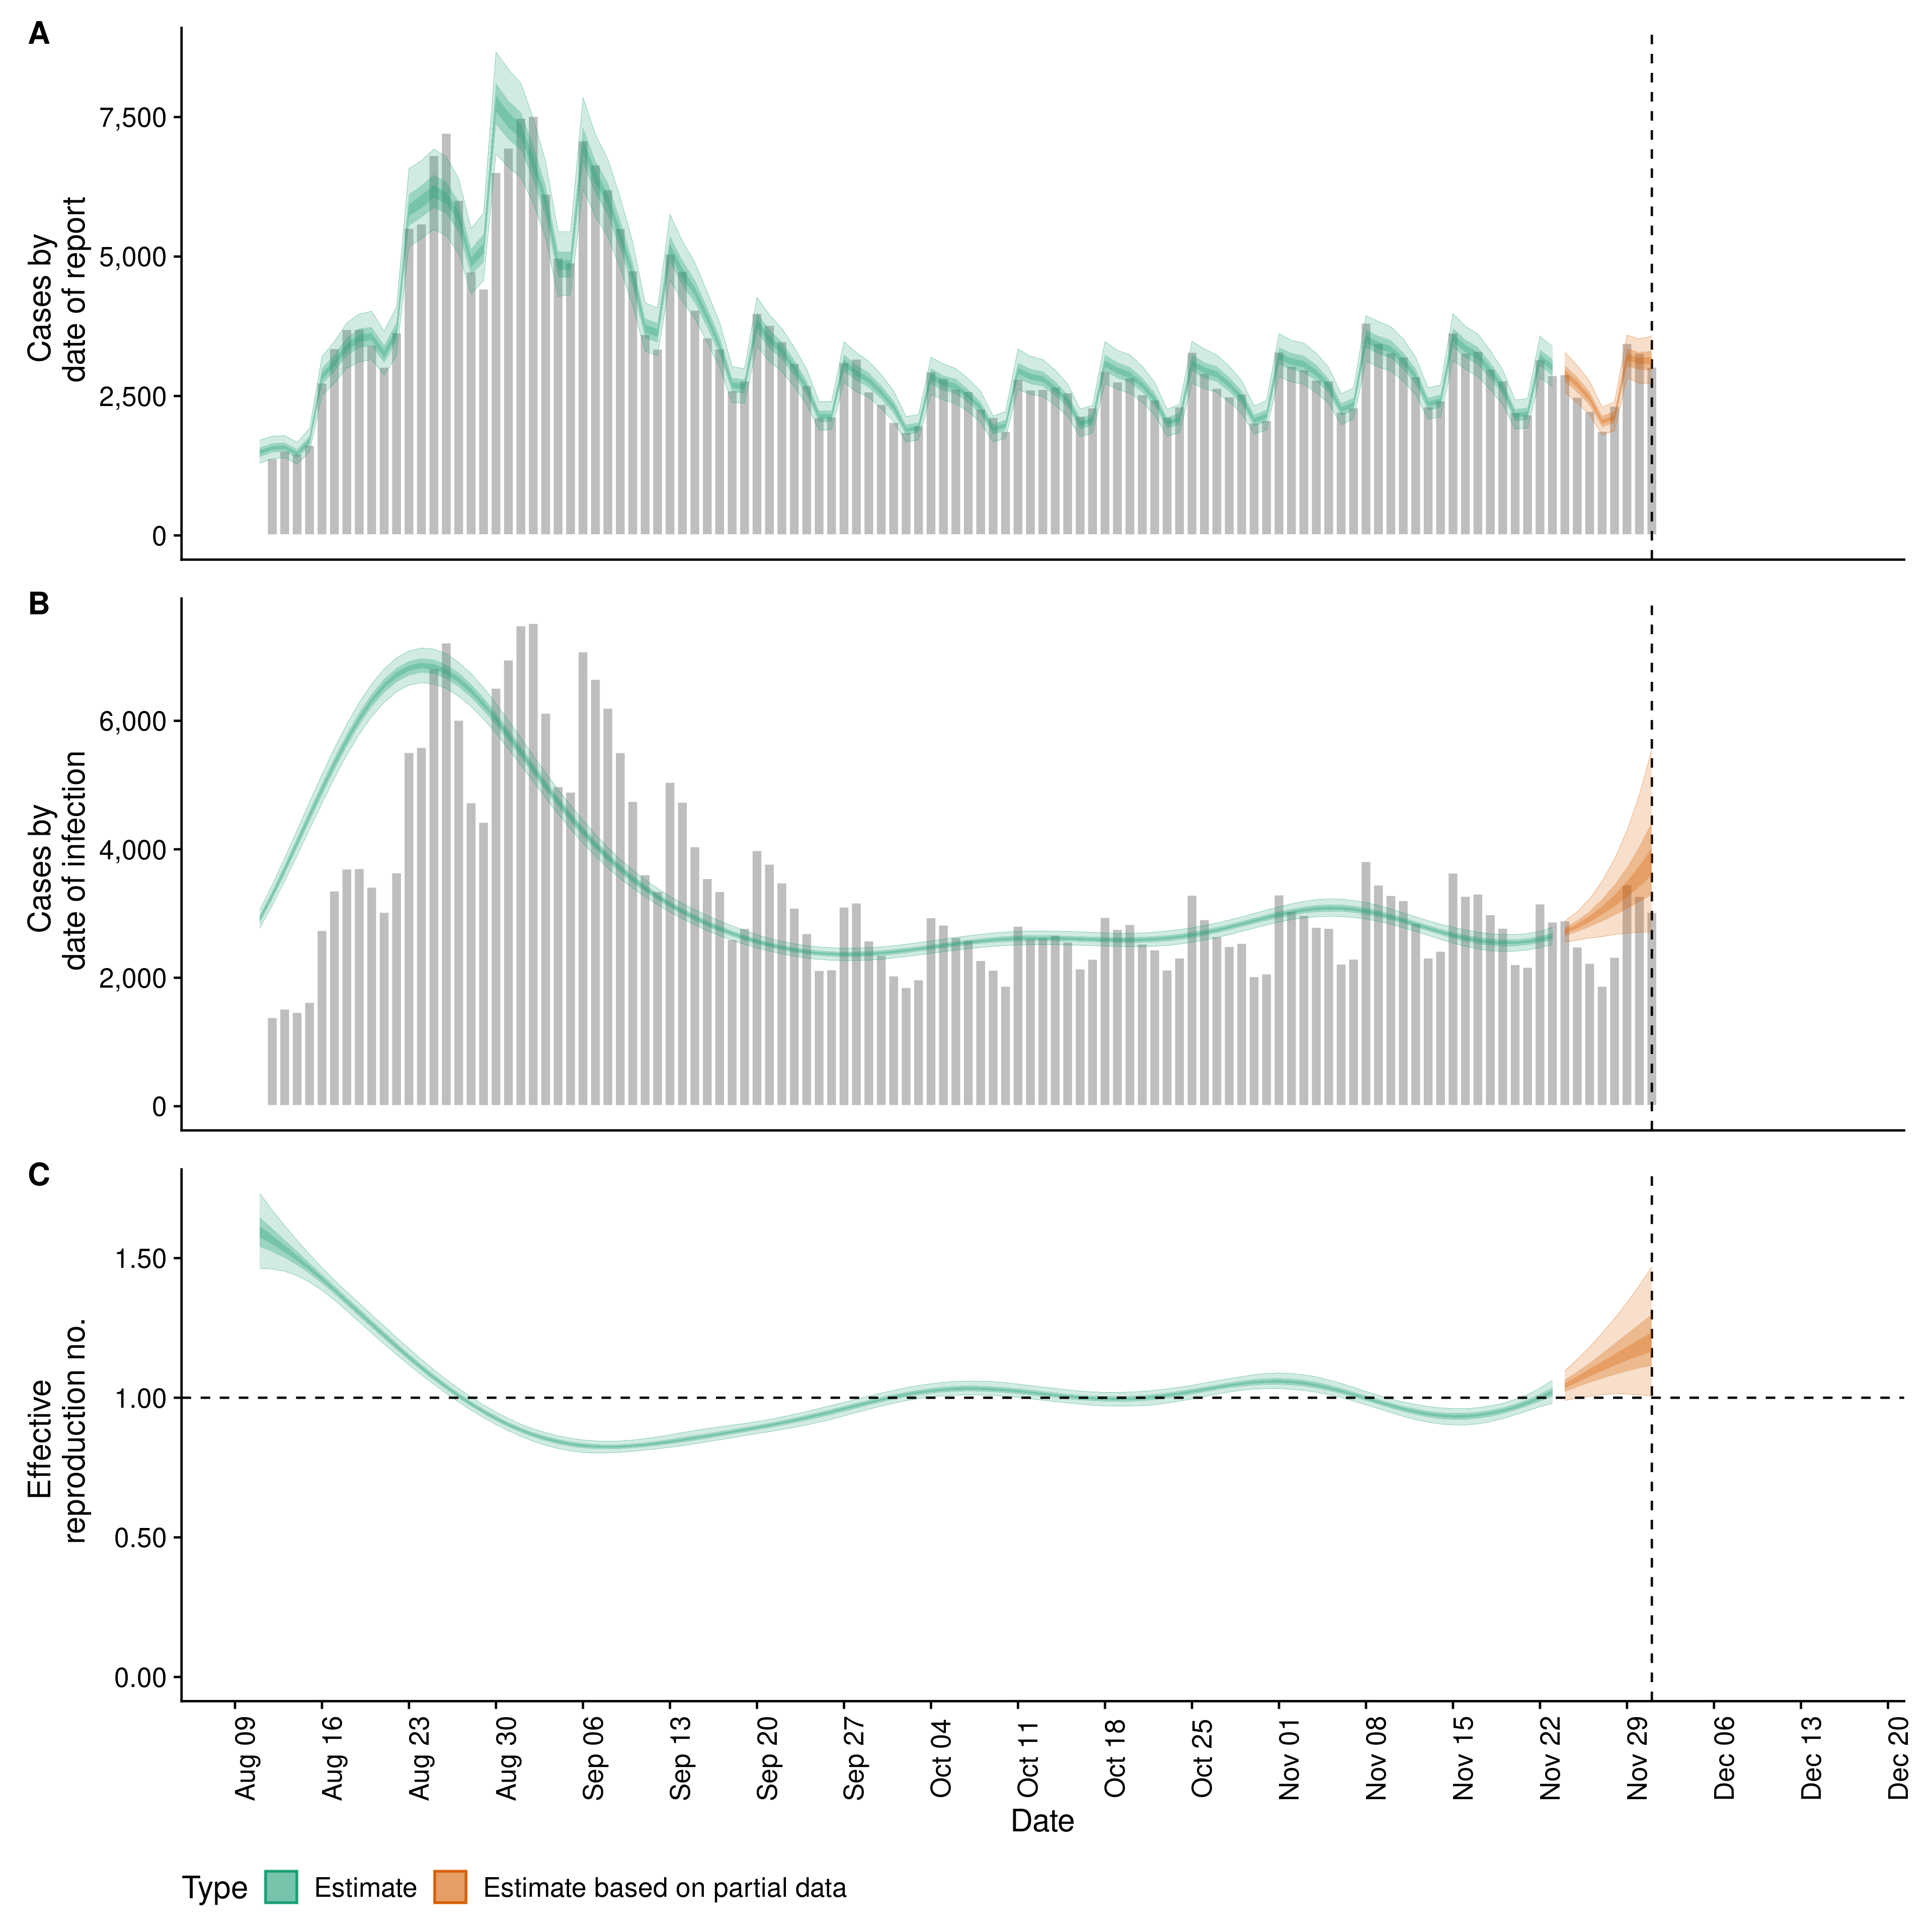 A
Cases by
date of report
7,500
5,000
2,500
0
B
Cases by
date of infection
6,000
4,000
2,000
0
C
Effective
reproduction no.
1.50
1.00
0.50
0.00
Aug 09
Aug 16
Aug 23
Aug 30
Sep 06
Sep 13
Sep 20
Sep 27
Oct 04
Oct 11
Oct 18
Oct 25
Nov 01
Nov 08
Nov 15
Nov 22
Nov 29
Dec 06
Dec 13
Dec 20
Date
Type Estimate Estimate based on partial data